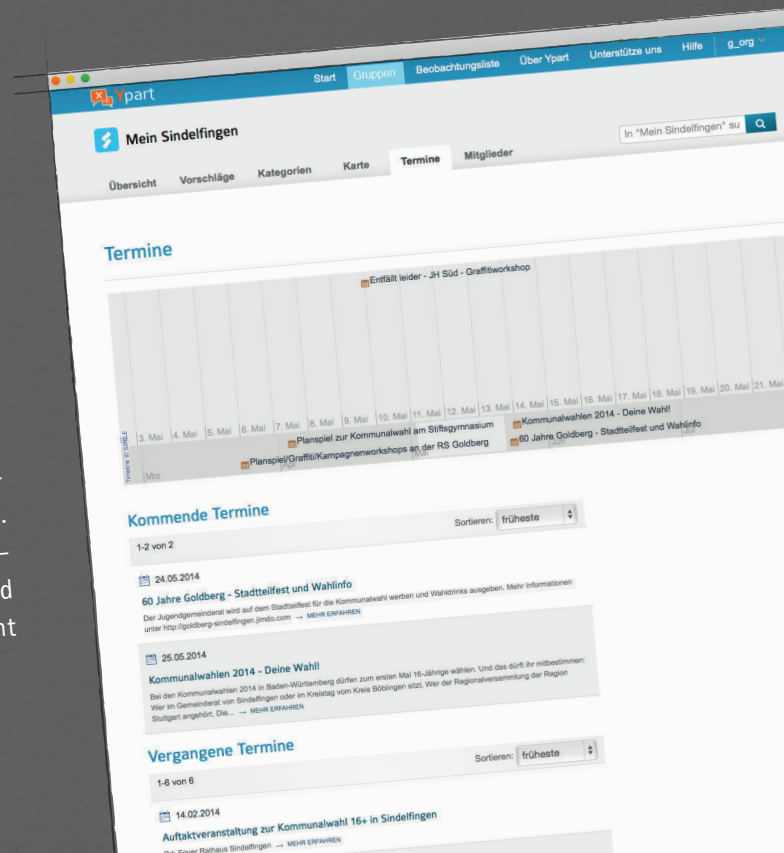 Ypart
Start Gruppen Beobachtungsliste Über Ypart Unterstütze uns Hilfe g_org
Mein Sindelfingen
In "Mein Sindelfingen" su
Übersicht Vorschläge Kategorien Karte Termine Mitglieder
Termine
Entfällt leider - JH Süd - Graffitiworkshop
3. Mai 4. Mai 5. Mai 6. Mai 7. Mai 8. Mai 9. Mai 10. Mai 11. Mai 12. Mai 13. Mai 14. Mai 15. Mai 16. Mai 17. Mai 18. Mai 19. Mai 20. Mai 21. Mai
Timeline © SIMILE
Planspiel zur Kommunalwahl am Stiftsgymnasium
Kommunalwahlen 2014 - Deine Wahl!
Planspiel/Graffiti/Kampagnenworkshops an der RS Goldberg
60 Jahre Goldberg - Stadtteilfest und Wahlinfo
Mrz Apr Mai Jun Jul
Kommende Termine
1-2 von 2
Sortieren: früheste
24.05.2014
60 Jahre Goldberg - Stadtteilfest und Wahlinfo
Der Jugendgemeinderat wird auf dem Stadtteilfest für die Kommunalwahl werben und Wahldrinks ausgeben. Mehr Informationen
unter http://goldberg-sindelfingen.jimdo.com → MEHR ERFAHREN
25.05.2014
Kommunalwahlen 2014 - Deine Wahl!
Bei den Kommunalwahlen 2014 in Baden-Württemberg dürfen zum ersten Mal 16-Jährige wählen. Und das dürft ihr mitbestimmen:
Wer im Gemeinderat von Sindelfingen oder im Kreistag vom Kreis Böblingen sitzt. Wer der Regionalversammlung der Region
Stuttgart angehört. Die... → MEHR ERFAHREN
Vergangene Termine
1-6 von 6
Sortieren: früheste
14.02.2014
Auftaktveranstaltung zur Kommunalwahl 16+ in Sindelfingen
Ort: Foyer Rathaus Sindelfingen → MEHR ERFAHREN